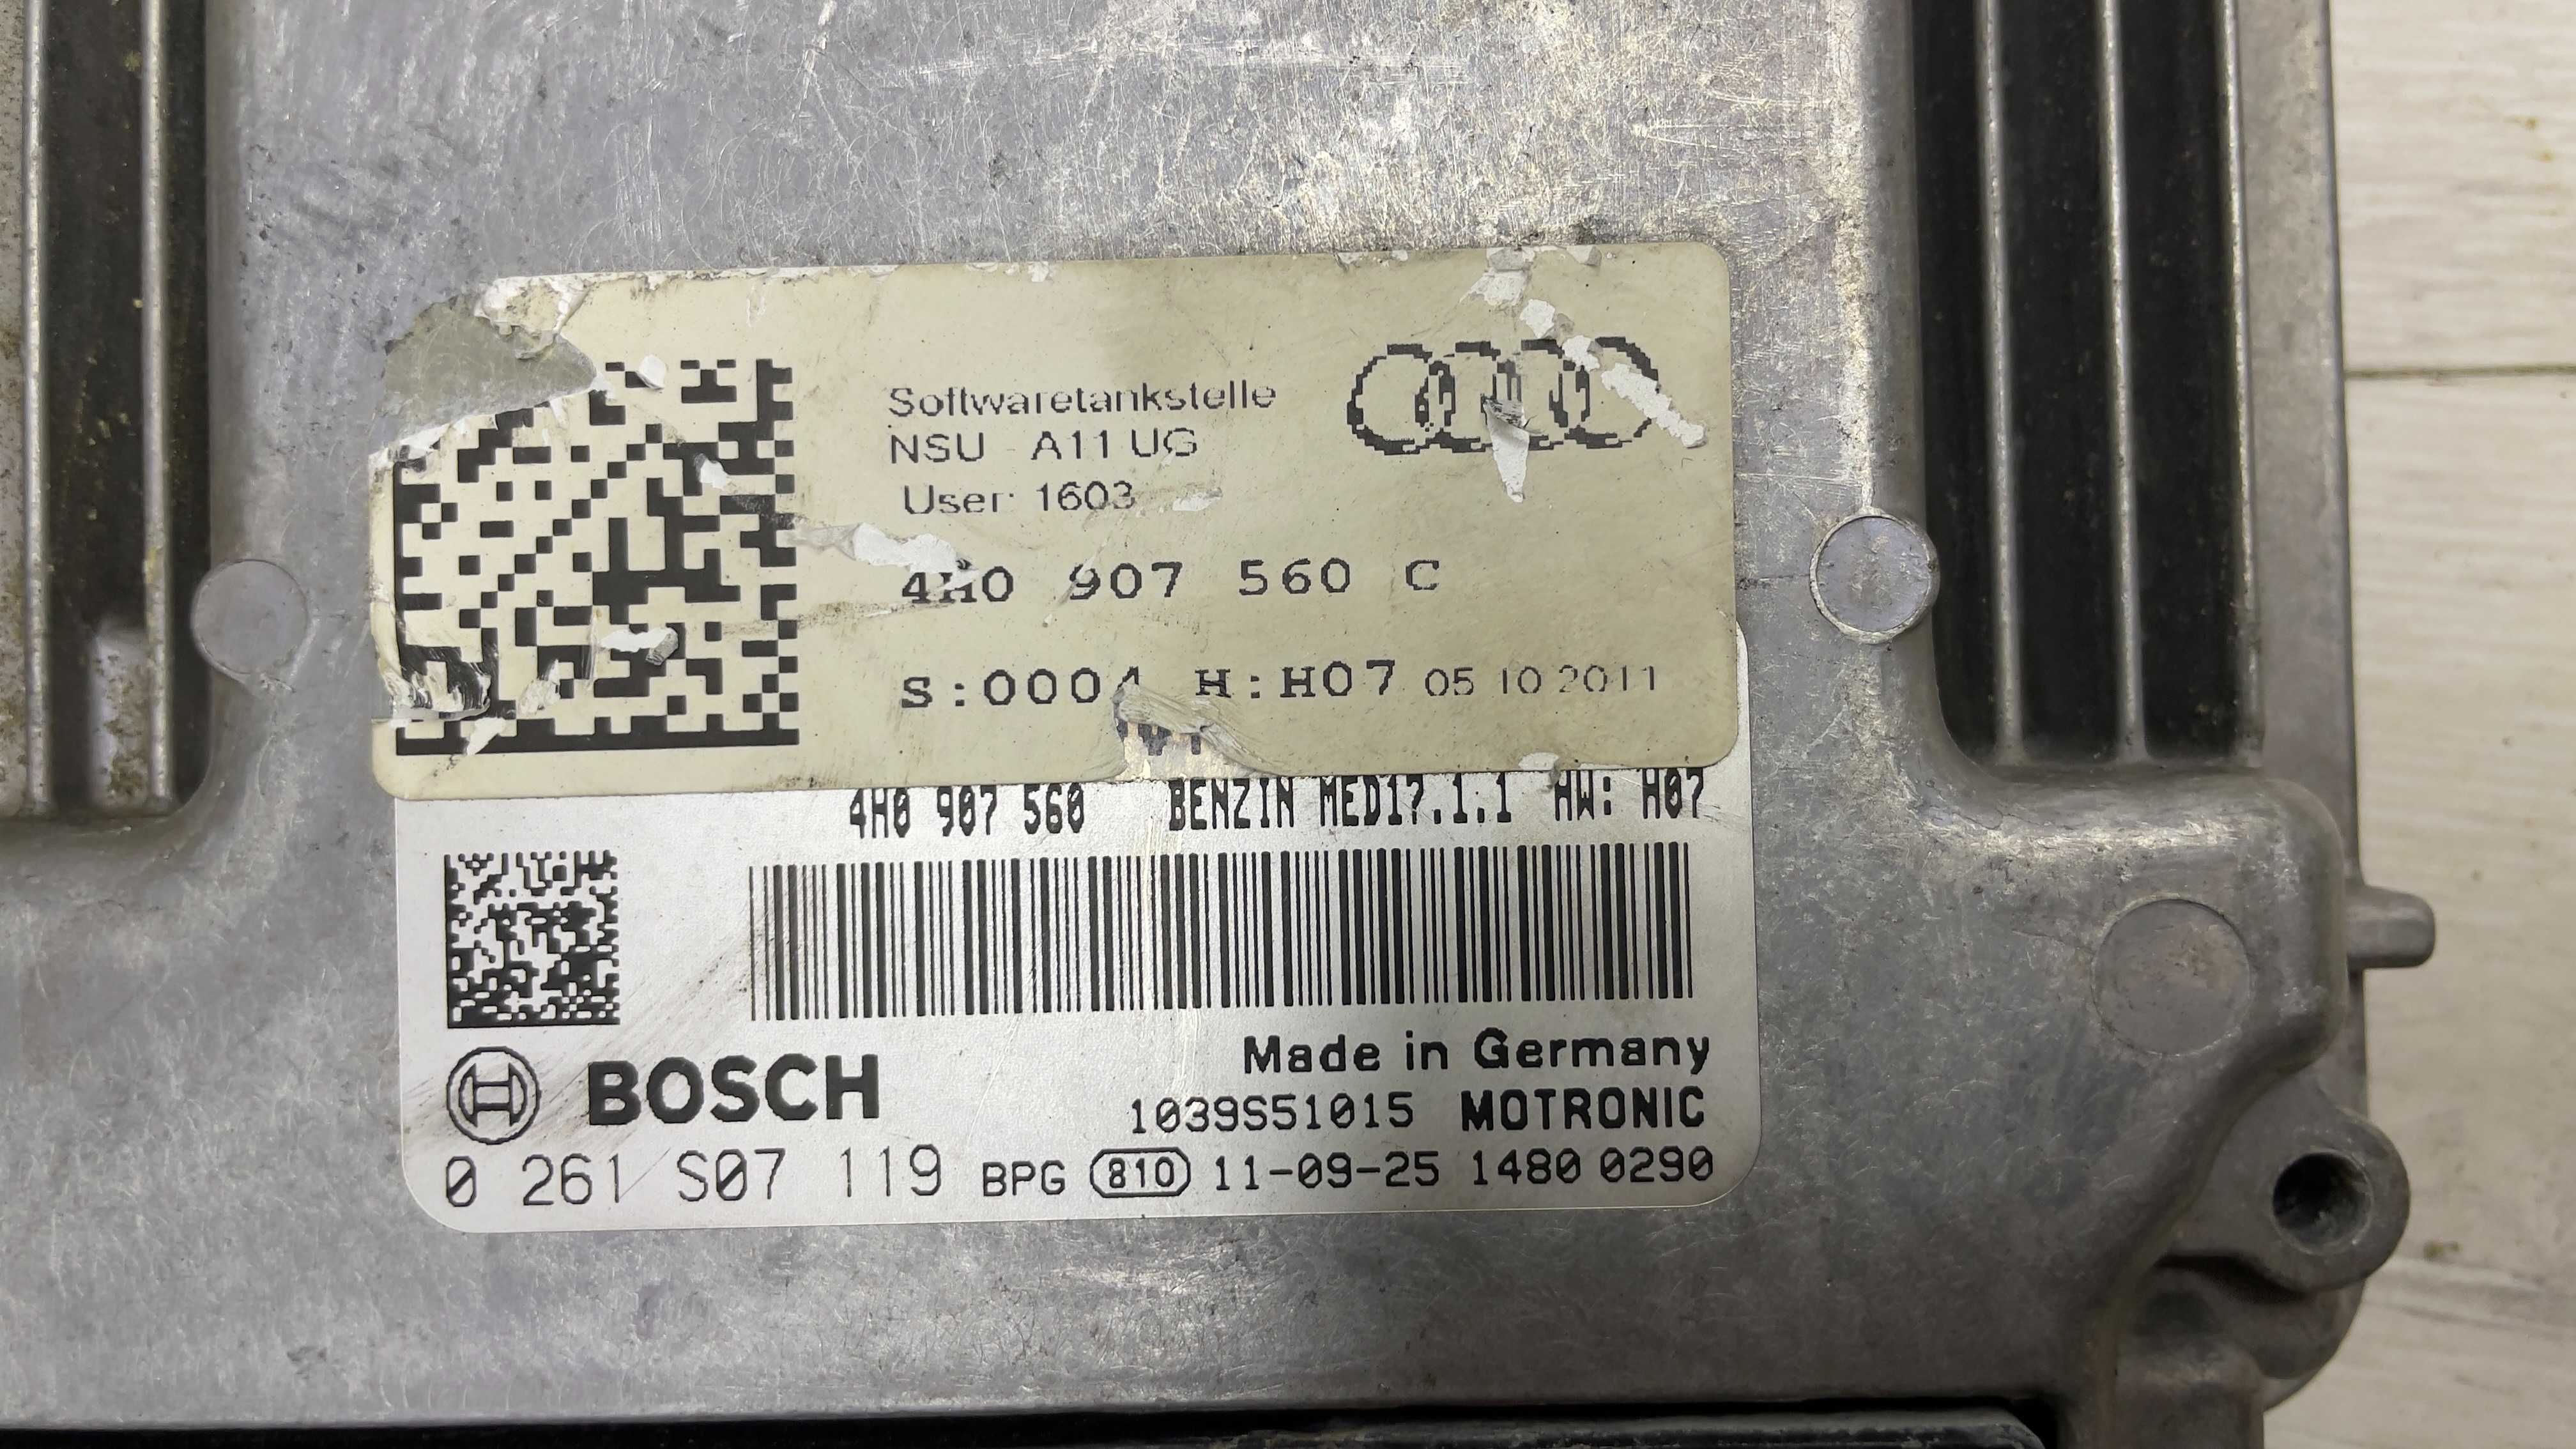 Softwaretankstelle
NSU A11 UG
User: 1603
4H0 907 560 C
S:0004 H:H07 05 10 2011
4H0 907 560 BENZIN MED17.1.1 HW: H07
Made in Germany
BOSCH
1039S51015 MOTRONIC
0 261 S07 119 BPG 810 11-09-25 1480 0290